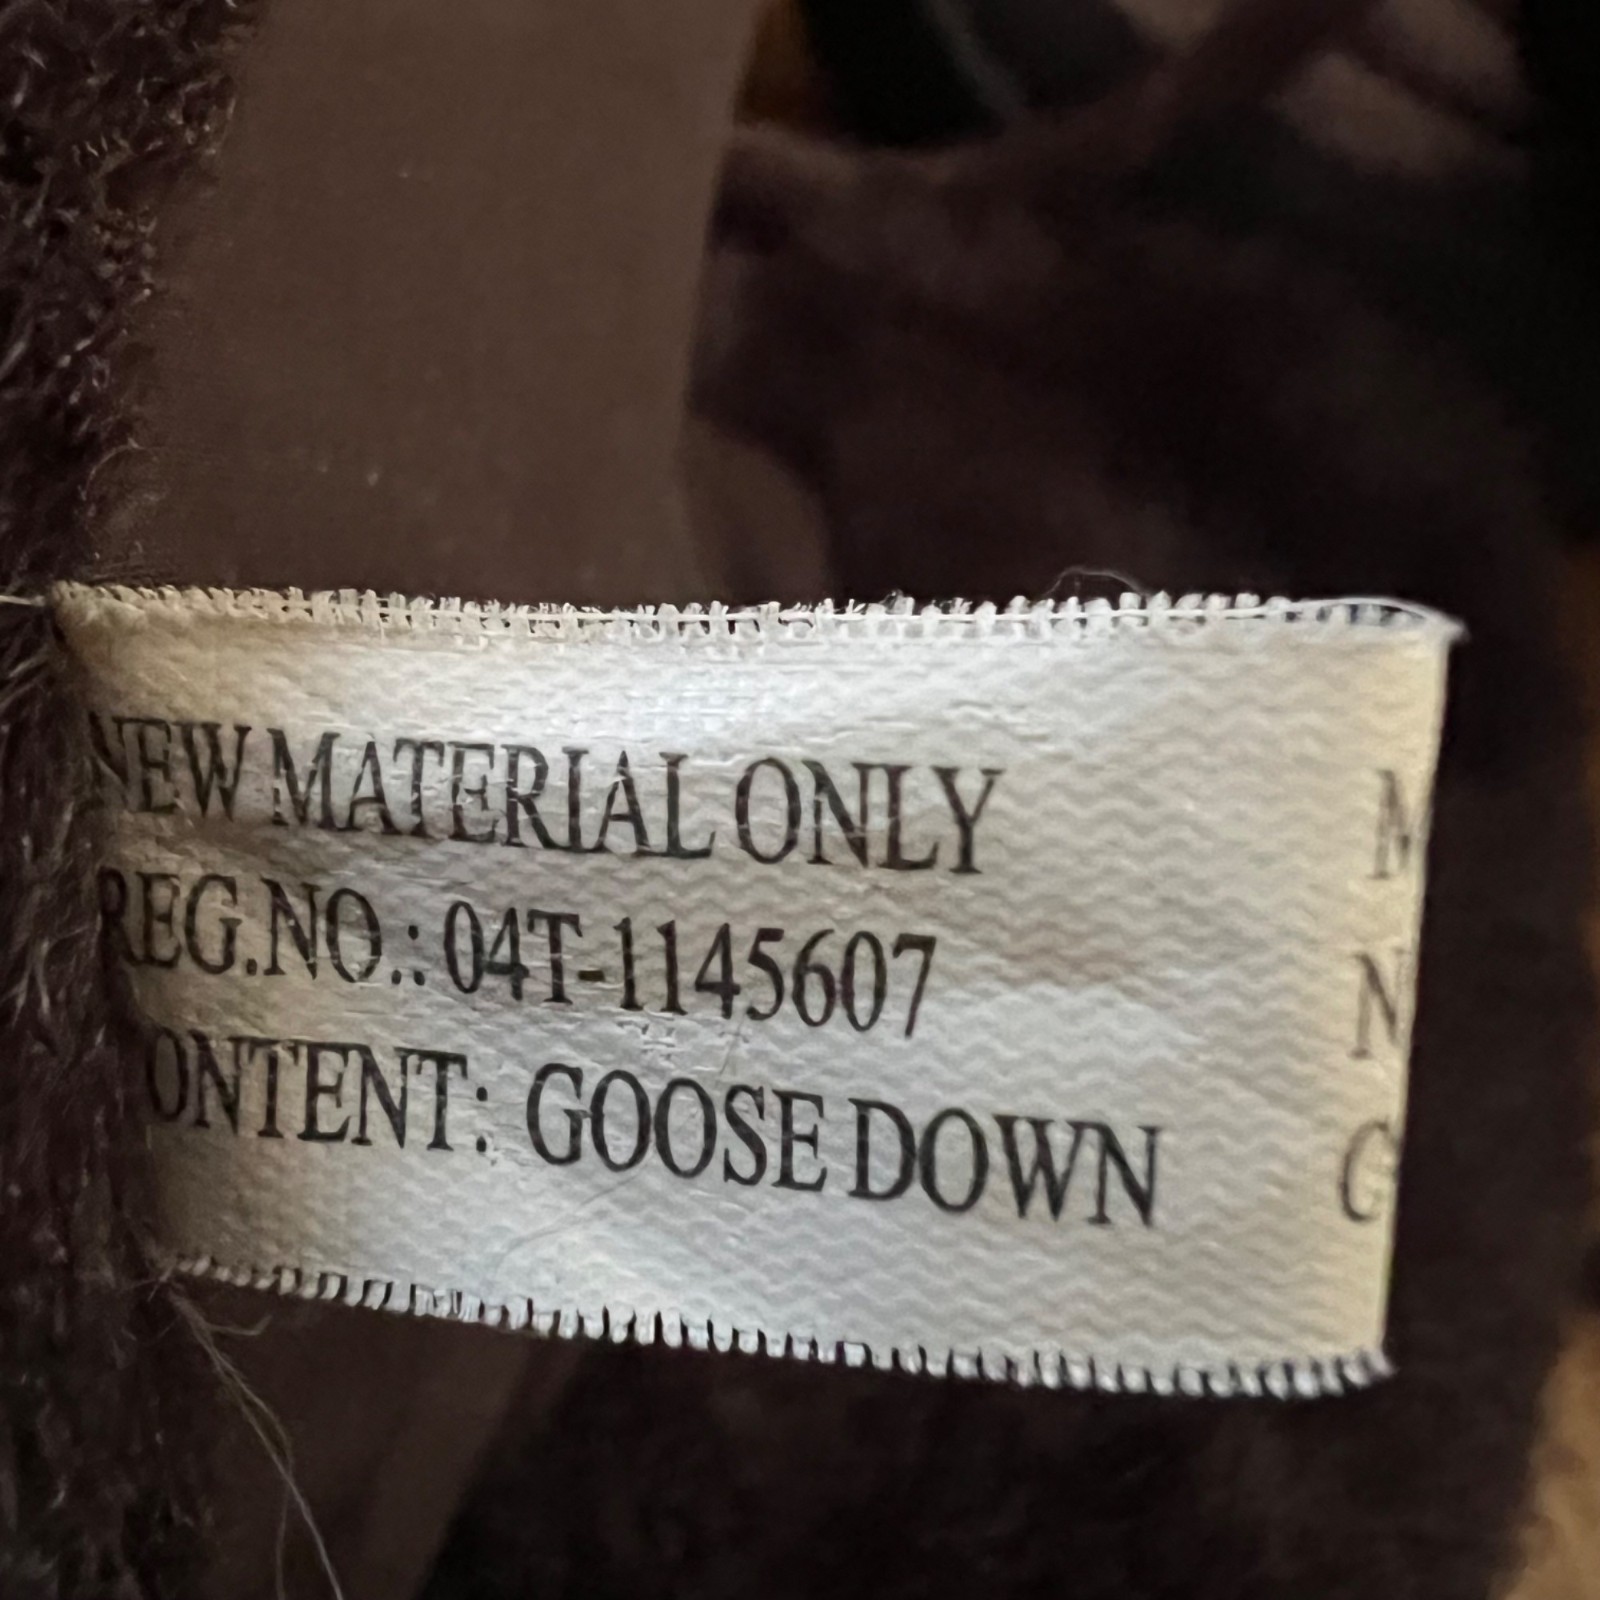 NEW MATERIAL ONLY M
REG.NO.: 04T-1145607 N
ONTENT: GOOSE DOWN